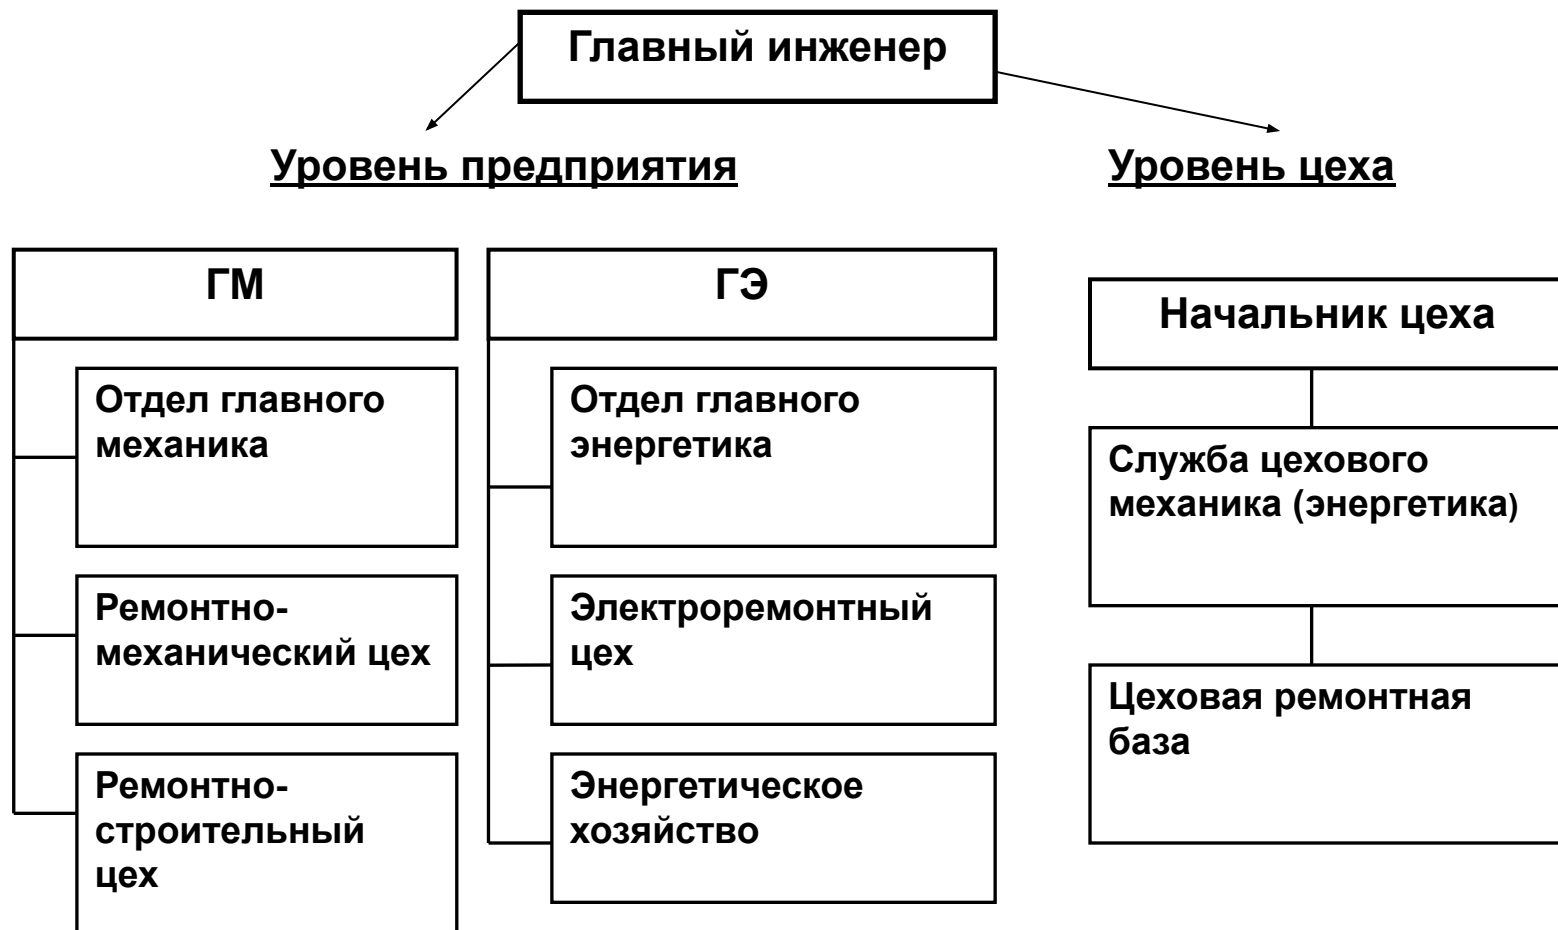 Главный инженер
Уровень предприятия
Уровень цеха
ГМ
Отдел главного
механика
Ремонтно-
механический цех
Ремонтно-
строительный
цех
ГЭ
Отдел главного
энергетика
Электроремонтный
цех
Энергетическое
хозяйство
Начальник цеха
Служба цехового
механика (энергетика)
Цеховая ремонтная
база